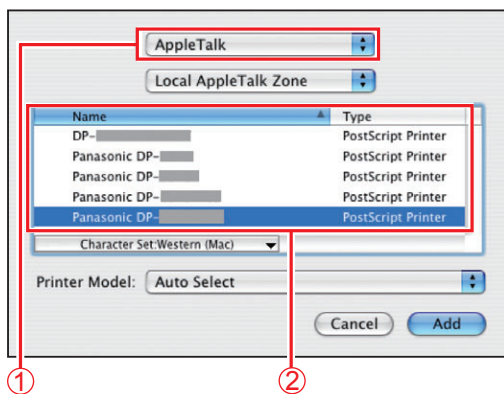 AppleTalk
Local AppleTalk Zone
Name Type
DP- PostScript Printer
Panasonic DP- PostScript Printer
Panasonic DP- PostScript Printer
Panasonic DP- PostScript Printer
Panasonic DP- PostScript Printer
Character Set:Western (Mac)
Printer Model: Auto Select
Cancel Add
① ②